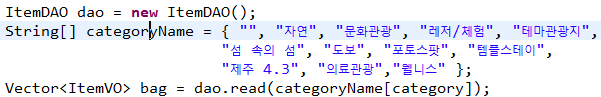 ItemDAO dao = new ItemDAO();
String[] categoryName = { "", "자연", "문화관광", "레저/체험", "테마관광지",
"섬 속의 섬", "도보", "포토스팟", "템플스테이",
"제주 4.3", "의료관광","웰니스" };
Vector<ItemVO> bag = dao.read(categoryName[category]);